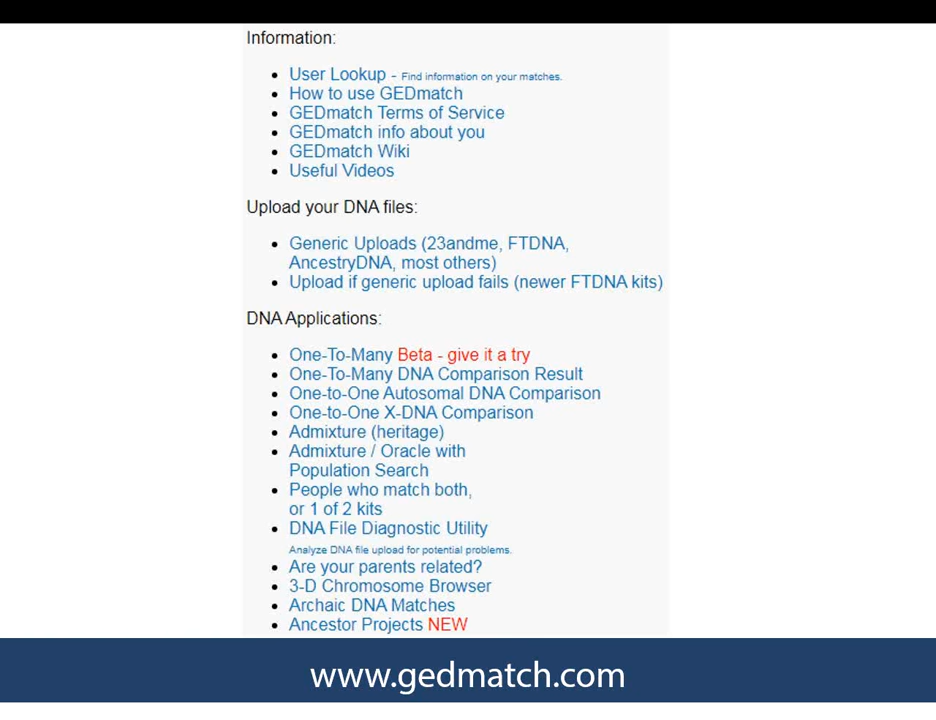 Information:
User Lookup - Find information on your matches.
How to use GEDmatch
GEDmatch Terms of Service
GEDmatch info about you
GEDmatch Wiki
Useful Videos
Upload your DNA files:
Generic Uploads (23andme, FTDNA,
AncestryDNA, most others)
Upload if generic upload fails (newer FTDNA kits)
DNA Applications:
One-To-Many Beta - give it a try
One-To-Many DNA Comparison Result
One-to-One Autosomal DNA Comparison
One-to-One X-DNA Comparison
Admixture (heritage)
Admixture / Oracle with
Population Search
People who match both,
or 1 of 2 kits
DNA File Diagnostic Utility
Analyze DNA file upload for potential problems.
Are your parents related?
3-D Chromosome Browser
Archaic DNA Matches
Ancestor Projects NEW
www.gedmatch.com